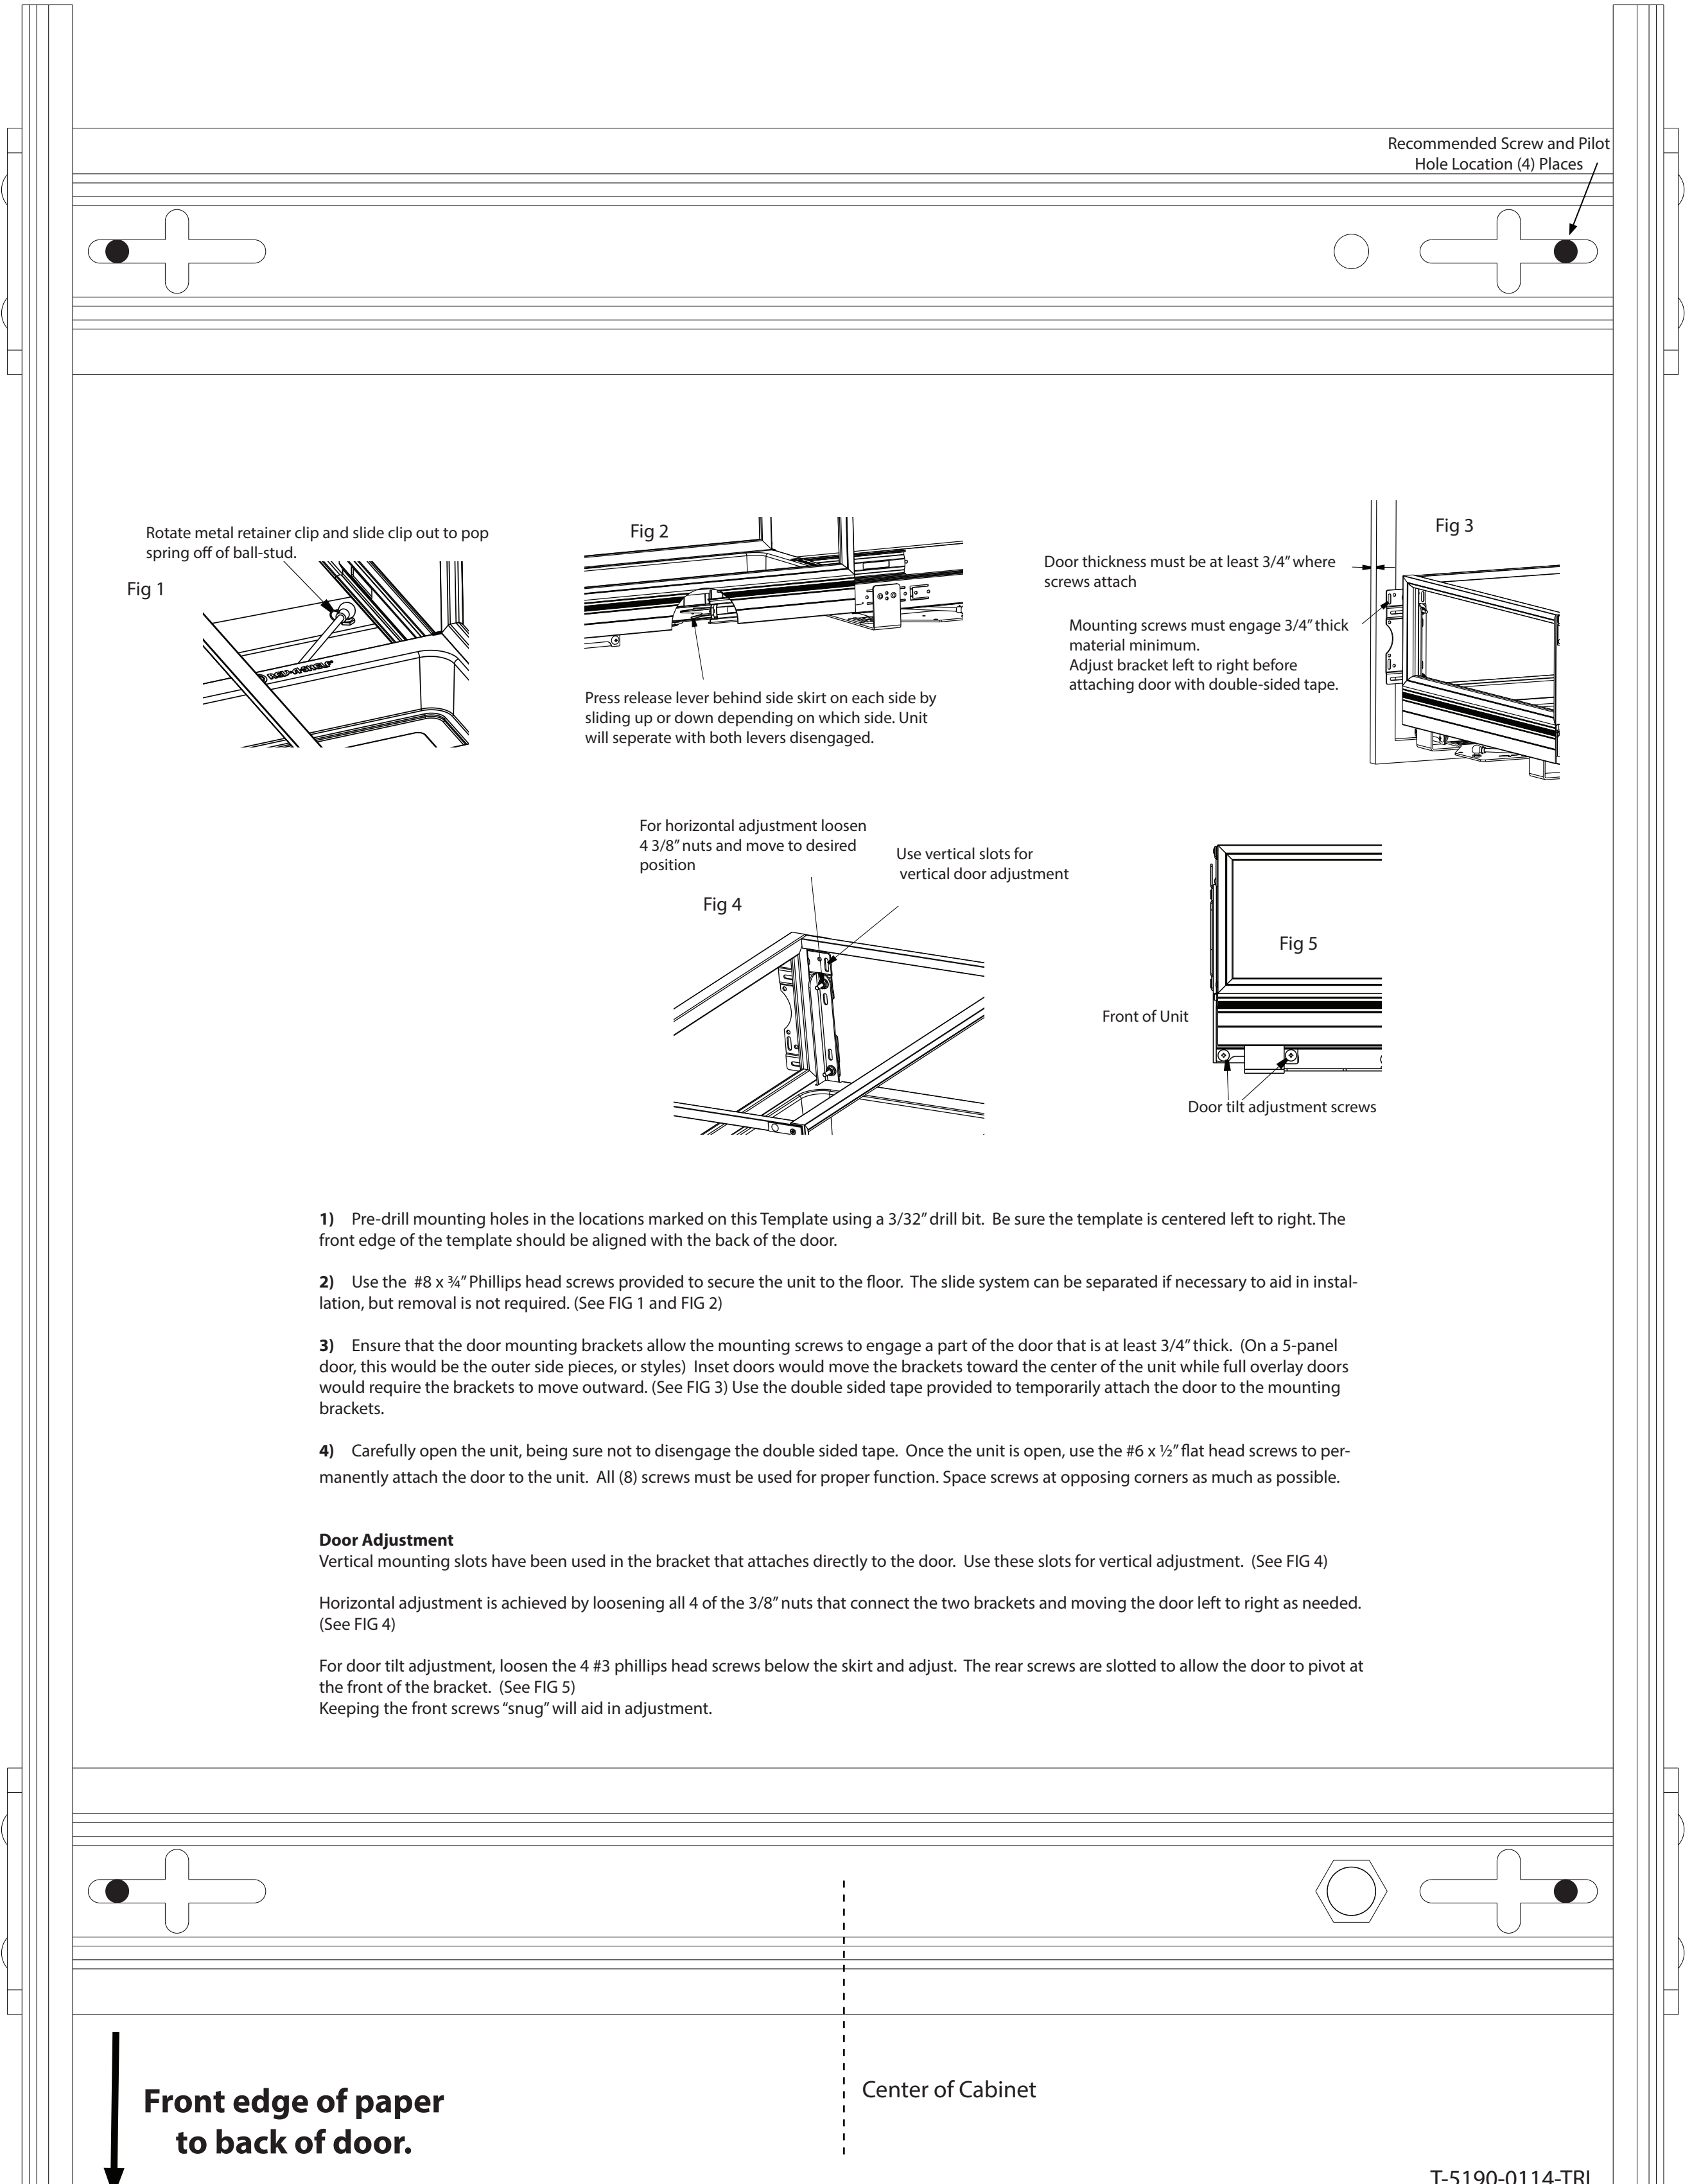 Recommended Screw and Pilot
Hole Location (4) Places
Rotate metal retainer clip and slide clip out to pop
spring off of ball-stud.
Fig 1
REV-A-SHELF
Fig 2
Press release lever behind side skirt on each side by
sliding up or down depending on which side. Unit
will seperate with both levers disengaged.
Fig 3
Door thickness must be at least 3/4” where
screws attach
Mounting screws must engage 3/4” thick
material minimum.
Adjust bracket left to right before
attaching door with double-sided tape.
For horizontal adjustment loosen
4 3/8” nuts and move to desired
position
Use vertical slots for
vertical door adjustment
Fig 4
Fig 5
Front of Unit
Door tilt adjustment screws
1) Pre-drill mounting holes in the locations marked on this Template using a 3/32” drill bit. Be sure the template is centered left to right. The
front edge of the template should be aligned with the back of the door.
2) Use the #8 x ¾” Phillips head screws provided to secure the unit to the floor. The slide system can be separated if necessary to aid in instal-
lation, but removal is not required. (See FIG 1 and FIG 2)
3) Ensure that the door mounting brackets allow the mounting screws to engage a part of the door that is at least 3/4” thick. (On a 5-panel
door, this would be the outer side pieces, or styles) Inset doors would move the brackets toward the center of the unit while full overlay doors
would require the brackets to move outward. (See FIG 3) Use the double sided tape provided to temporarily attach the door to the mounting
brackets.
4) Carefully open the unit, being sure not to disengage the double sided tape. Once the unit is open, use the #6 x ½” flat head screws to per-
manently attach the door to the unit. All (8) screws must be used for proper function. Space screws at opposing corners as much as possible.
Door Adjustment
Vertical mounting slots have been used in the bracket that attaches directly to the door. Use these slots for vertical adjustment. (See FIG 4)
Horizontal adjustment is achieved by loosening all 4 of the 3/8” nuts that connect the two brackets and moving the door left to right as needed.
(See FIG 4)
For door tilt adjustment, loosen the 4 #3 phillips head screws below the skirt and adjust. The rear screws are slotted to allow the door to pivot at
the front of the bracket. (See FIG 5)
Keeping the front screws “snug” will aid in adjustment.
Front edge of paper
to back of door.
Center of Cabinet
T-5190-0114-TRI